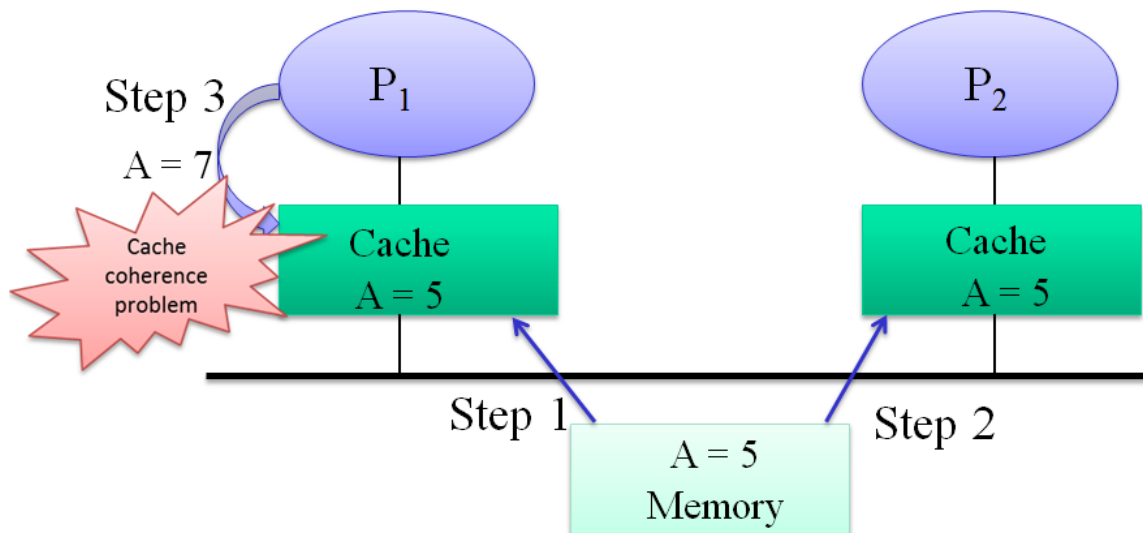 P₁
P₂
Step 3
A = 7
Cache
coherence
problem
Cache
A = 5
Cache
A = 5
Step 1
Step 2
A = 5
Memory